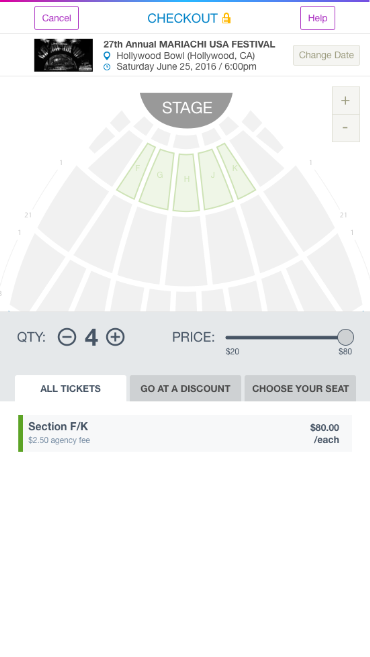 Cancel
CHECKOUT
Help
27th Annual MARIACHI USA FESTIVAL
Hollywood Bowl (Hollywood, CA)
Saturday June 25, 2016 / 6:00pm
Change Date
STAGE
+
-
F
G
H
J
K
1
1
J1
J1
1
1
QTY: 4
PRICE:
$20
$80
ALL TICKETS
GO AT A DISCOUNT
CHOOSE YOUR SEAT
Section F/K
$80.00
$2.50 agency fee
/each